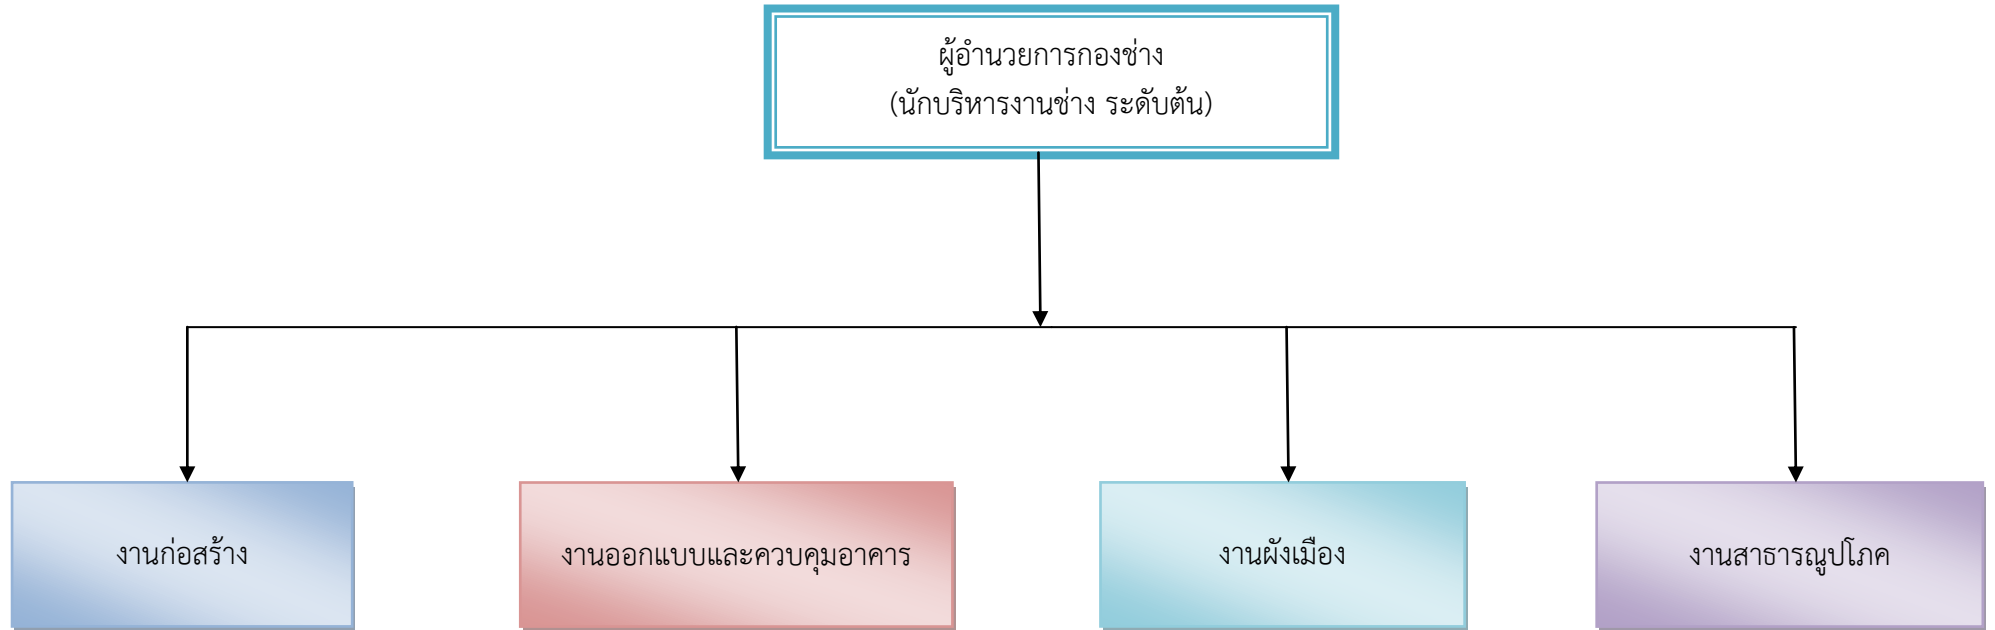 ผู้อำนวยการกองช่าง
(นักบริหารงานช่าง ระดับต้น)
งานก่อสร้าง
งานออกแบบและควบคุมอาคาร
งานผังเมือง
งานสาธารณูปโภค